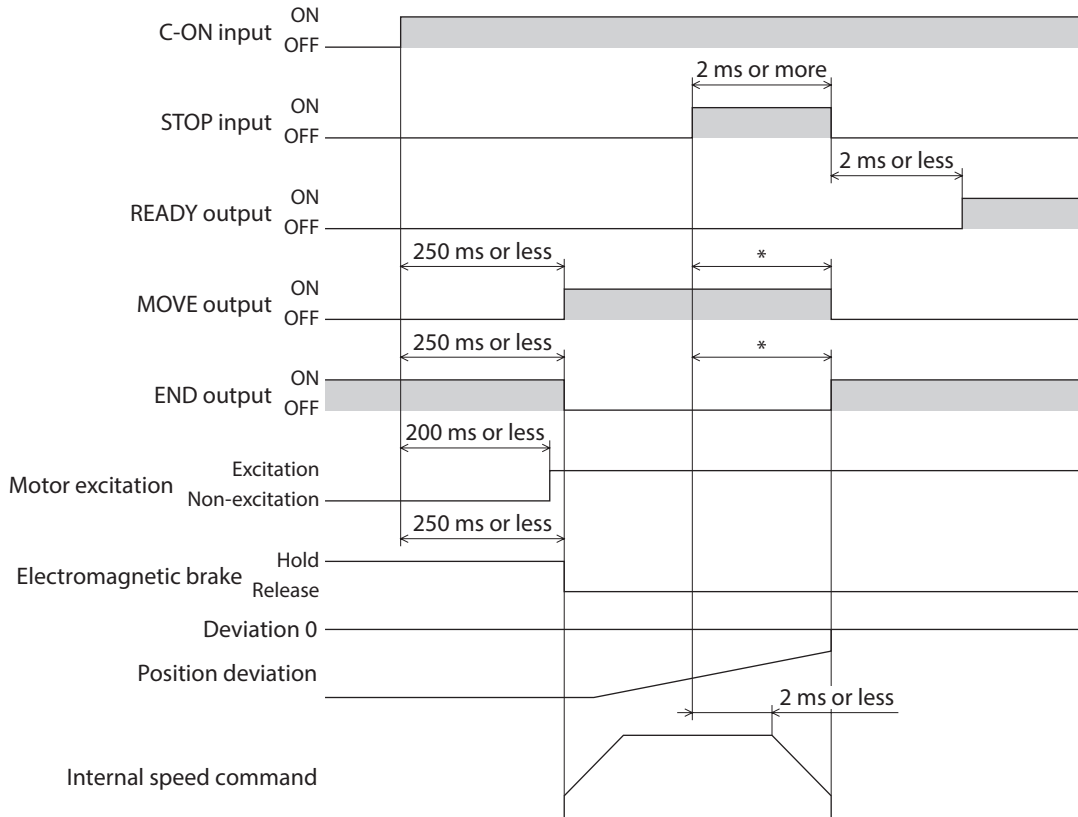 C-ON input
ON
OFF
2 ms or more
STOP input
ON
OFF
2 ms or less
READY output
ON
OFF
250 ms or less
*
MOVE output
ON
OFF
250 ms or less
*
END output
ON
OFF
200 ms or less
Motor excitation
Excitation
Non-excitation
250 ms or less
Electromagnetic brake
Hold
Release
Deviation 0
Position deviation
2 ms or less
Internal speed command